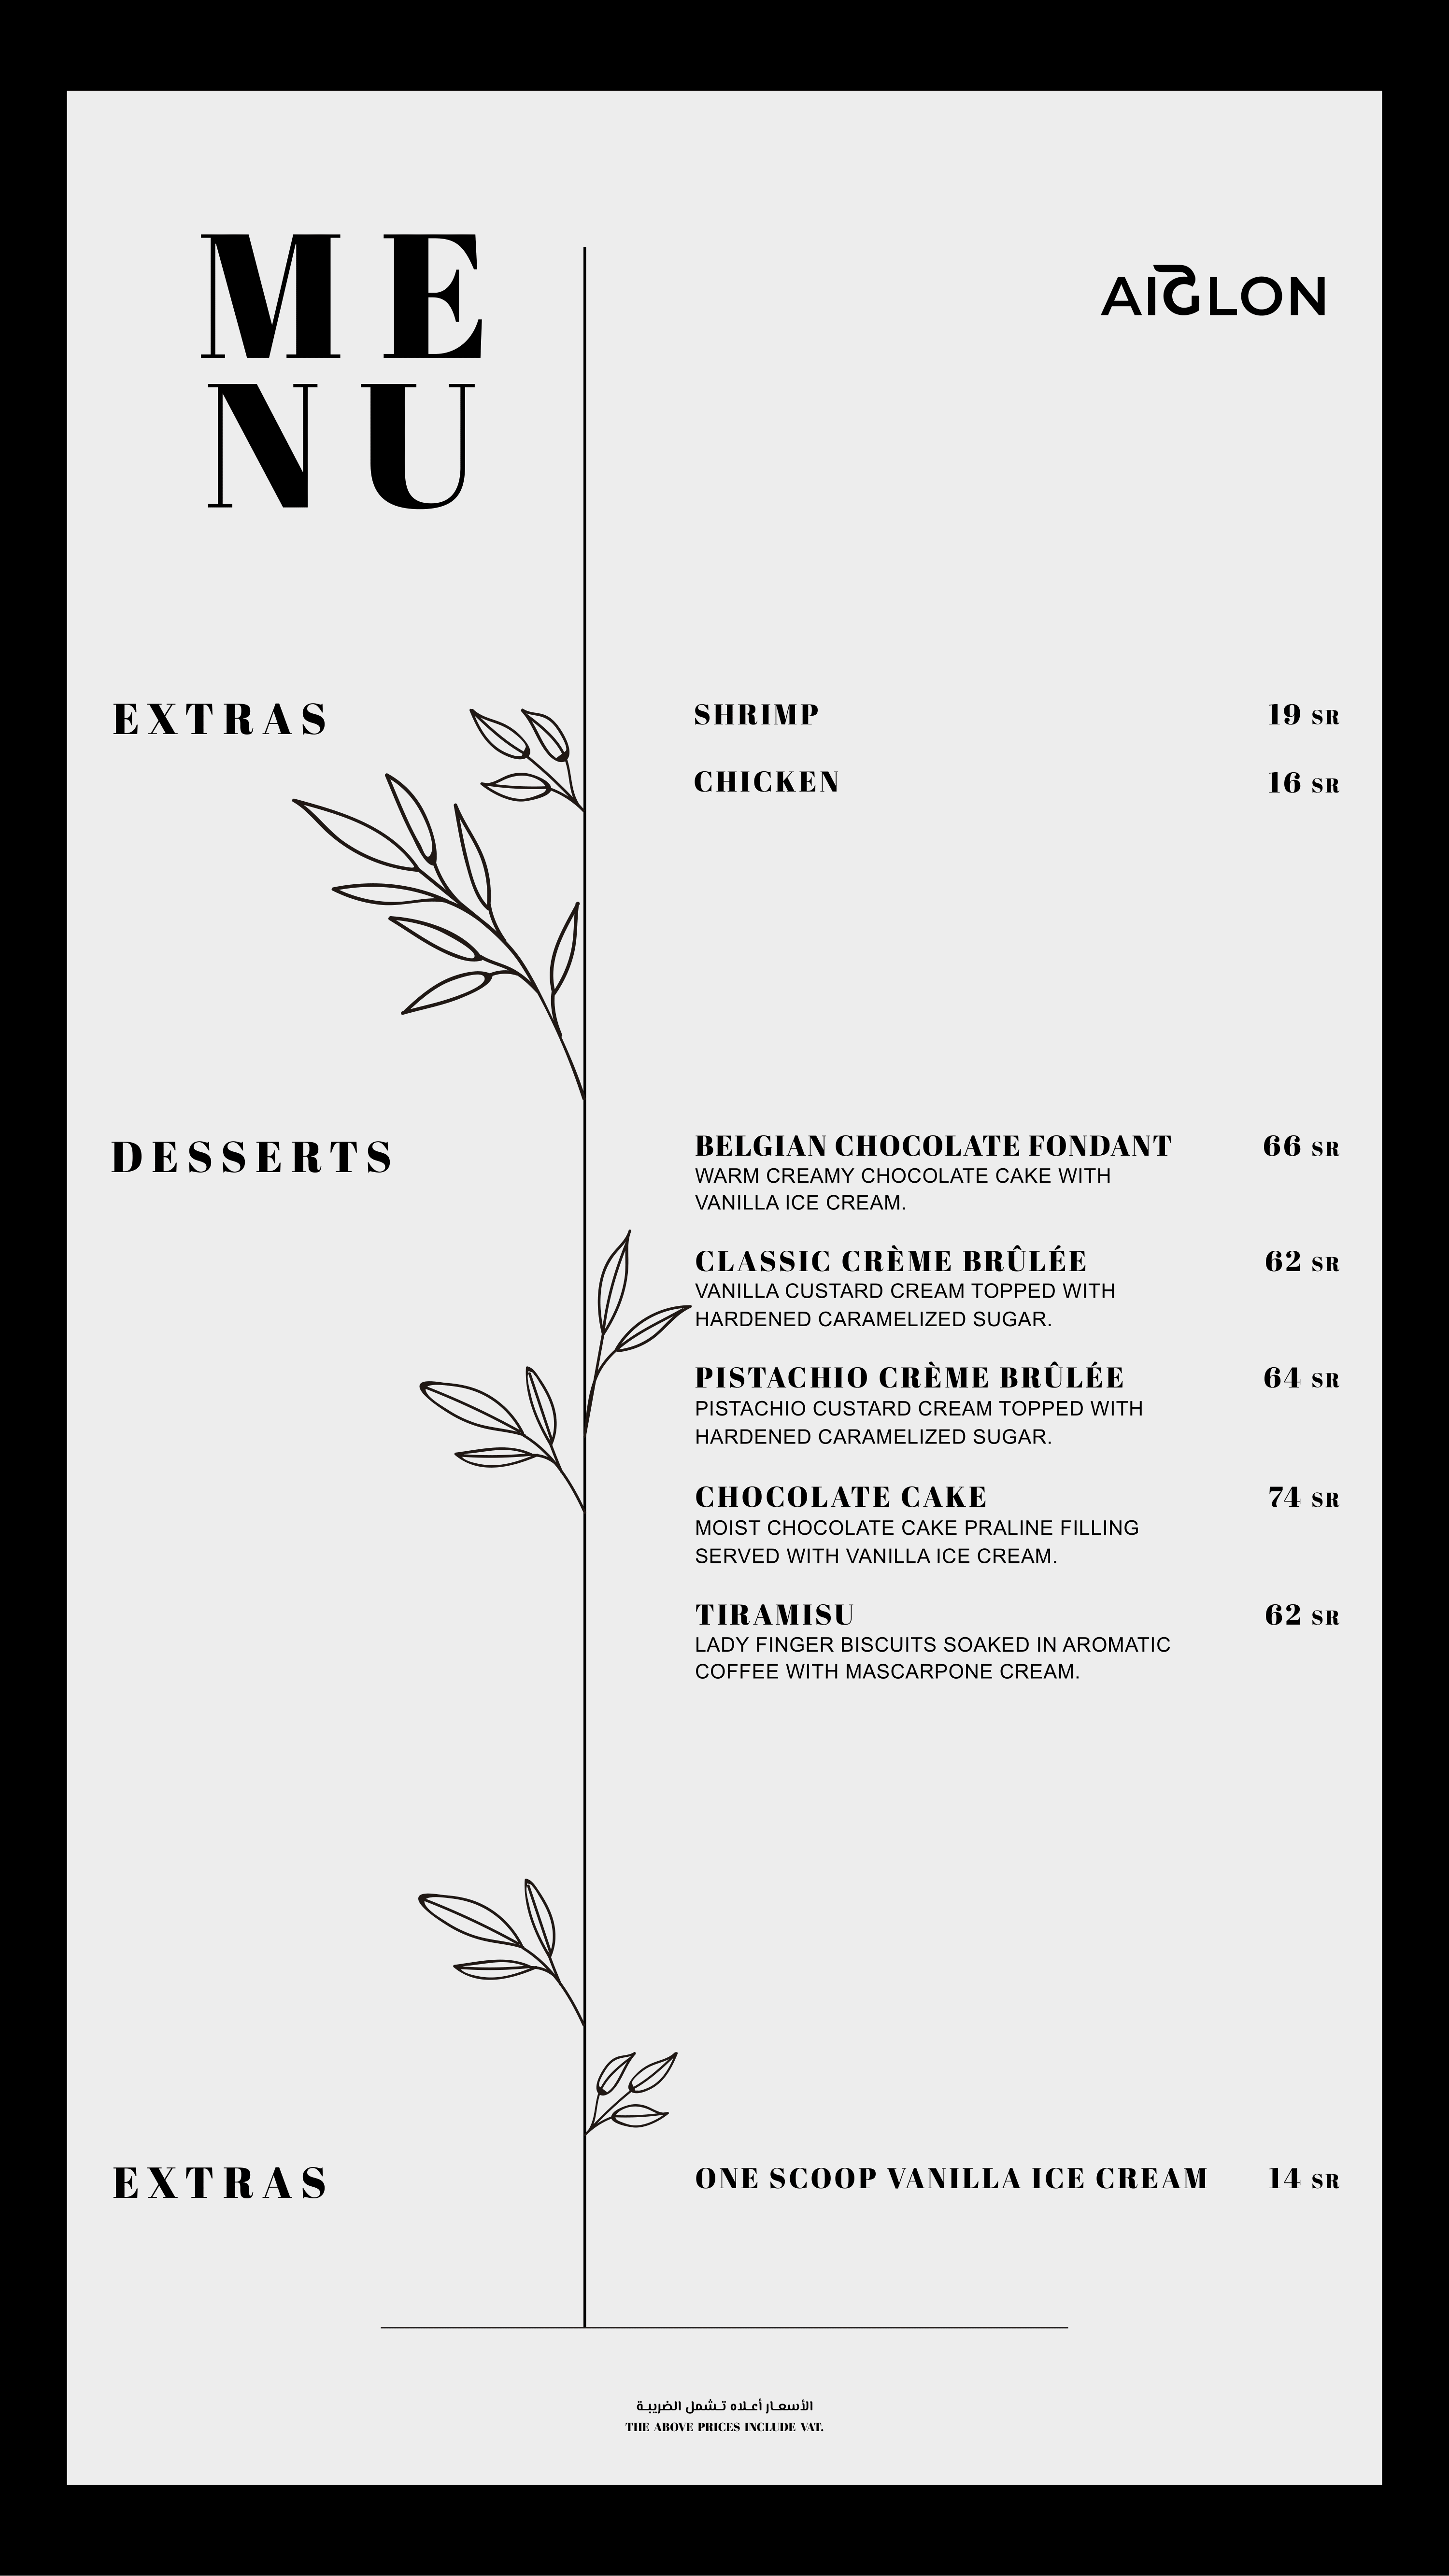 ME
NU
AIGLON
EXTRAS
SHRIMP 19 SR
CHICKEN 16 SR
DESSERTS
BELGIAN CHOCOLATE FONDANT 66 SR
WARM CREAMY CHOCOLATE CAKE WITH
VANILLA ICE CREAM.
CLASSIC CRÈME BRÛLÉE 62 SR
VANILLA CUSTARD CREAM TOPPED WITH
HARDENED CARAMELIZED SUGAR.
PISTACHIO CRÈME BRÛLÉE 64 SR
PISTACHIO CUSTARD CREAM TOPPED WITH
HARDENED CARAMELIZED SUGAR.
CHOCOLATE CAKE 74 SR
MOIST CHOCOLATE CAKE PRALINE FILLING
SERVED WITH VANILLA ICE CREAM.
TIRAMISU 62 SR
LADY FINGER BISCUITS SOAKED IN AROMATIC
COFFEE WITH MASCARPONE CREAM.
EXTRAS
ONE SCOOP VANILLA ICE CREAM 14 SR
الأسعـار أعـلاه تـشمل الضريبـة
THE ABOVE PRICES INCLUDE VAT.